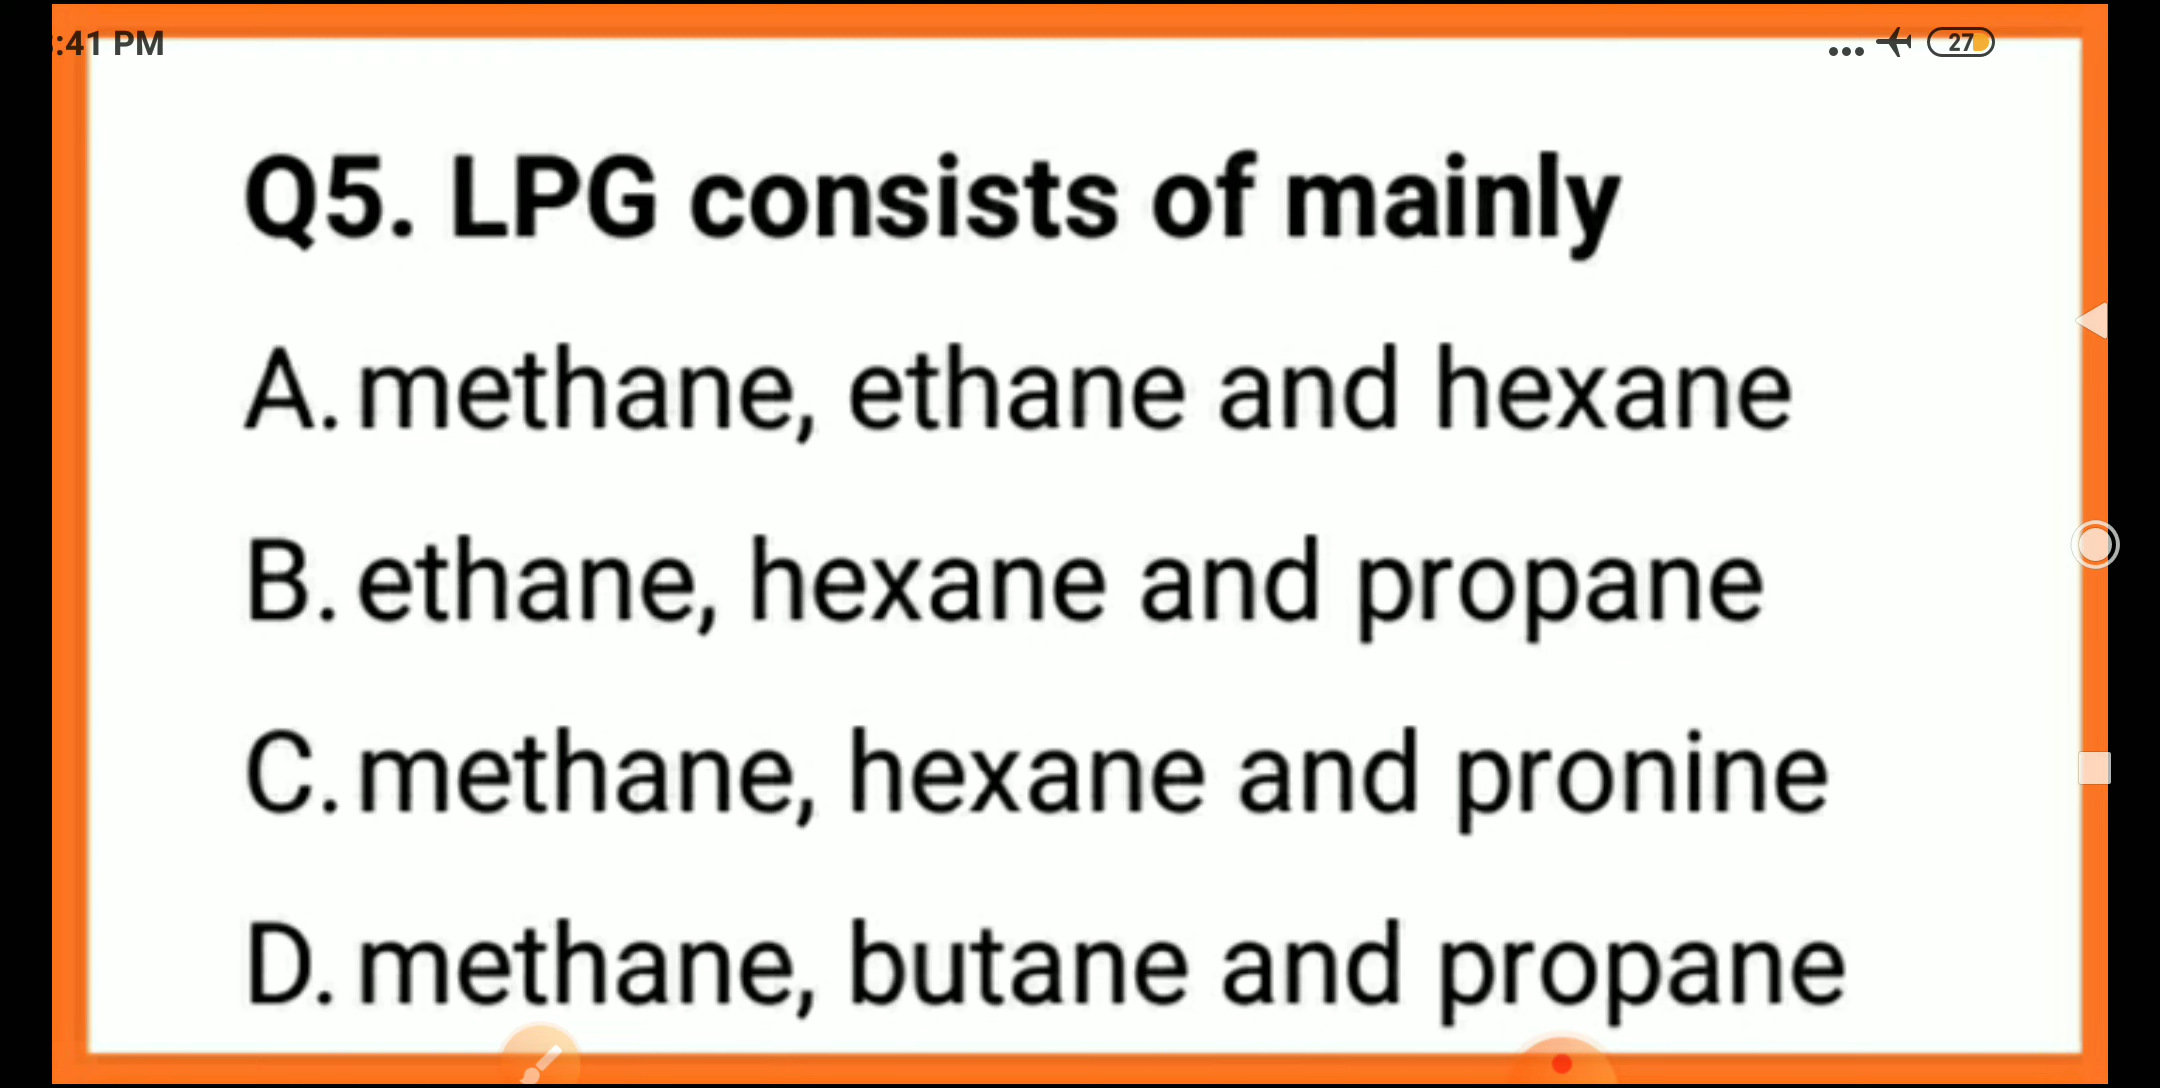 :41 PM
27
Q5. LPG consists of mainly
A. methane, ethane and hexane
B. ethane, hexane and propane
C. methane, hexane and pronine
D. methane, butane and propane